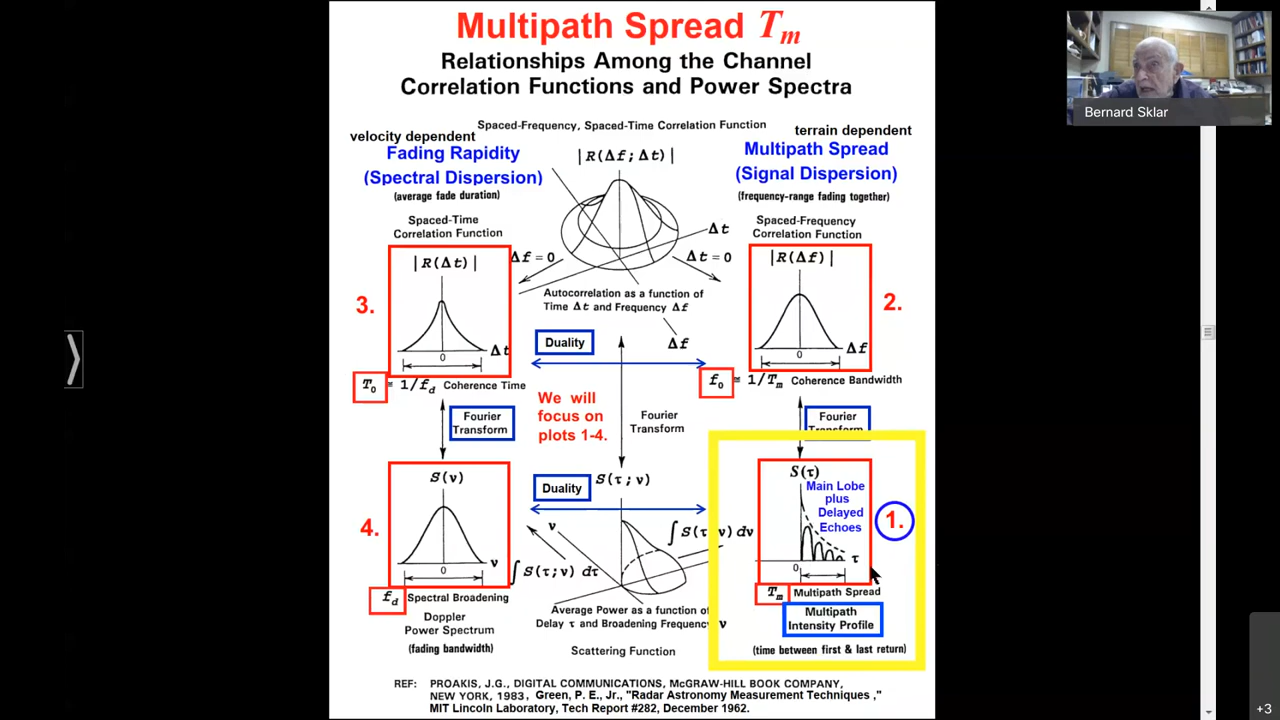 Multipath Spread Tm
Relationships Among the Channel
Correlation Functions and Power Spectra
Bernard Sklar
Spaced-Frequency, Spaced-Time Correlation Function
velocity dependent
Fading Rapidity
(Spectral Dispersion)
(average fade duration)
|R(Δf;Δt)|
terrain dependent
Multipath Spread
(Signal Dispersion)
(frequency-range fading together)
Spaced-Time
Correlation Function
Spaced-Frequency
Correlation Function
|R(Δt)|
Δf = 0
Δt
Δt = 0
|R(Δf)|
3.
2.
Autocorrelation as a function of
Time Δt and Frequency Δf
0
Δt
Duality
Δf
0
Δf
T0 ≅ 1/fd Coherence Time
f0 ≅ 1/Tm Coherence Bandwidth
We will
focus on
plots 1-4.
Fourier
Transform
Fourier
Transform
Fourier
Transform
S(ν)
Duality
S(τ;ν)
S(τ)
Main Lobe
plus
Delayed
Echoes
4.
1.
ν
∫S(τ;ν) dν
0
ν
∫S(τ;ν) dτ
0
τ
fd Spectral Broadening
Tm Multipath Spread
Doppler
Power Spectrum
(fading bandwidth)
Average Power as a function of
Delay τ and Broadening Frequency ν
Scattering Function
Multipath
Intensity Profile
(time between first & last return)
REF: PROAKIS, J.G., DIGITAL COMMUNICATIONS, McGRAW-HILL BOOK COMPANY,
NEW YORK, 1983, Green, P. E., Jr., "Radar Astronomy Measurement Techniques ,"
MIT Lincoln Laboratory, Tech Report #282, December 1962.
+3